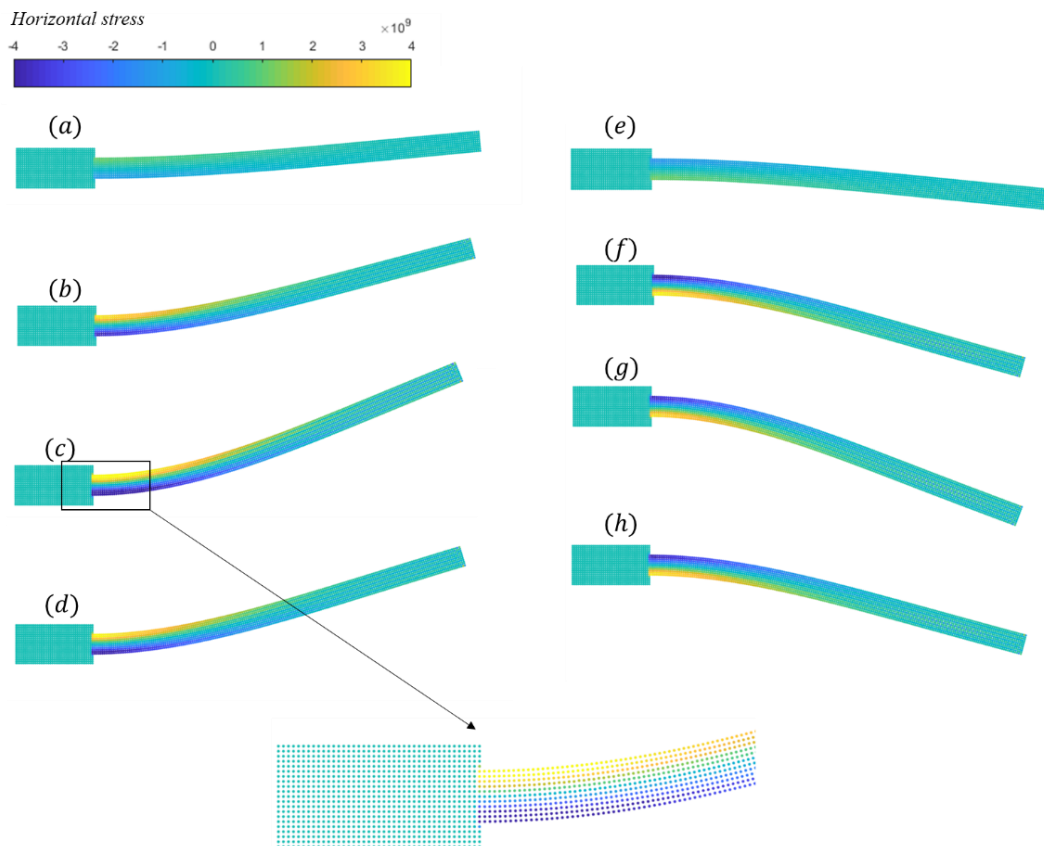 Horizontal stress
×10⁹
-4 -3 -2 -1 0 1 2 3 4
(a)
(e)
(b)
(f)
(c)
(g)
(d)
(h)